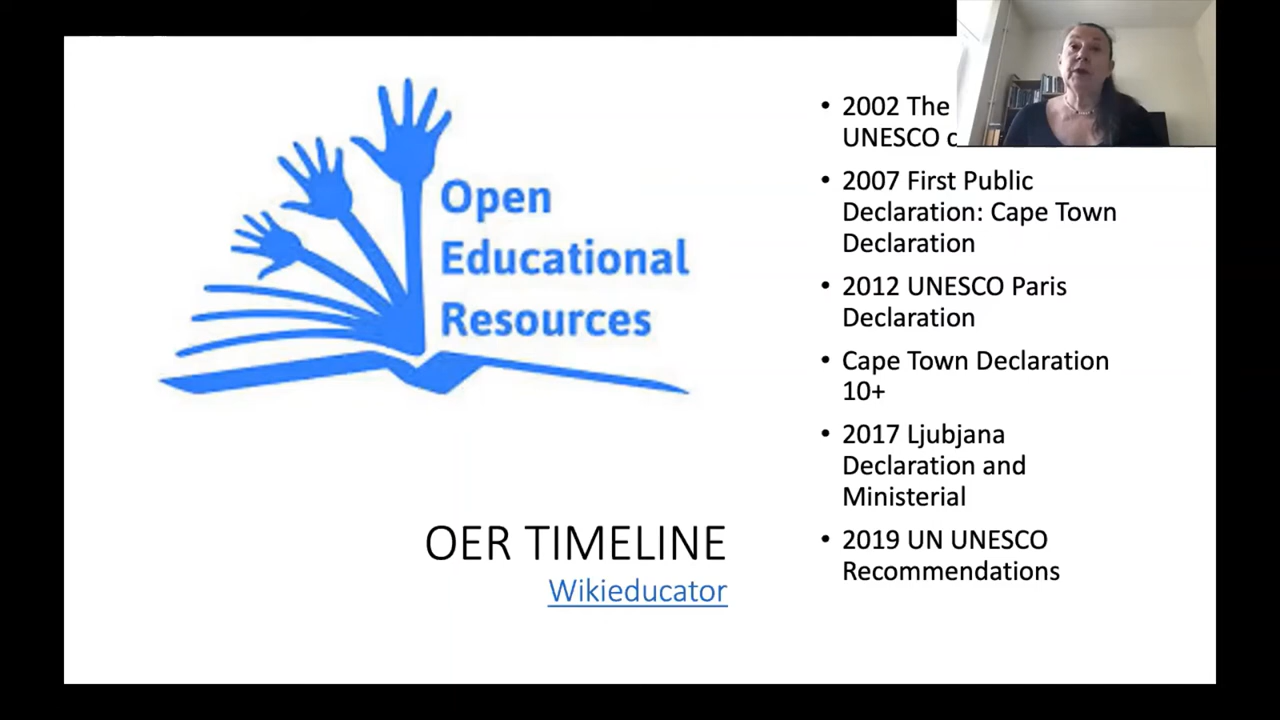 Open
Educational
Resources
OER TIMELINE
Wikieducator
• 2002 The
UNESCO
• 2007 First Public
Declaration: Cape Town
Declaration
• 2012 UNESCO Paris
Declaration
• Cape Town Declaration
10+
• 2017 Ljubjana
Declaration and
Ministerial
• 2019 UN UNESCO
Recommendations